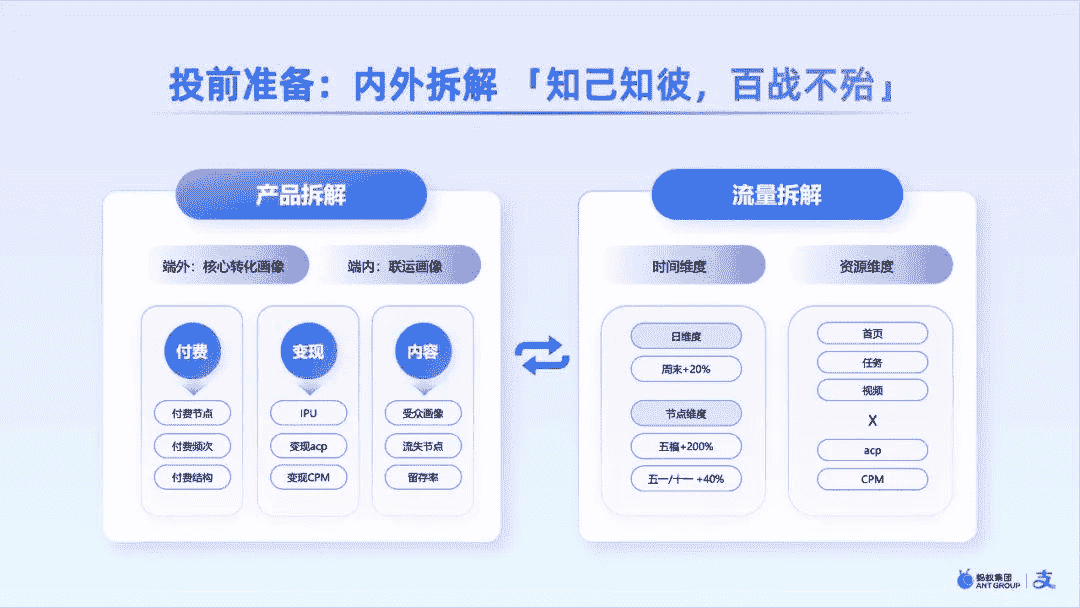 投前准备：内外拆解 「知己知彼，百战不殆」
产品拆解
端外：核心转化画像
端内：联运画像
付费
付费节点
付费频次
付费结构
变现
IPU
变现acp
变现CPM
内容
受众画像
流失节点
留存率
流量拆解
时间维度
日维度
周末+20%
节点维度
五福+200%
五一/十一 +40%
资源维度
首页
任务
视频
X
acp
CPM
蚂蚁集团
ANT GROUP
支